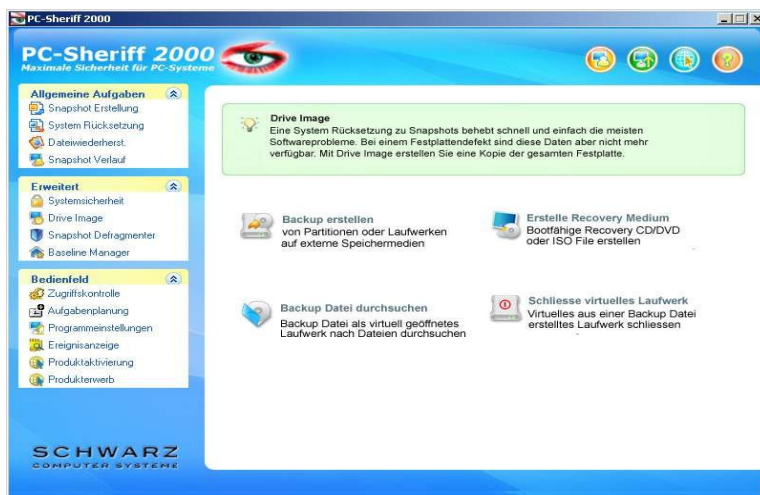 PC-Sheriff 2000
PC-Sheriff 2000
Maximale Sicherheit für PC-Systeme
Allgemeine Aufgaben
Snapshot Erstellung
System Rücksetzung
Dateiwiederherst.
Snapshot Verlauf
Erweitert
Systemsicherheit
Drive Image
Snapshot Defragmenter
Baseline Manager
Bedienfeld
Zugriffskontrolle
Aufgabenplanung
Programmeinstellungen
Ereignisanzeige
Produktaktivierung
Produkterwerb
SCHWARZ
COMPUTER SYSTEME
Drive Image
Eine System Rücksetzung zu Snapshots behebt schnell und einfach die meisten
Softwareprobleme. Bei einem Festplattendefekt sind diese Daten aber nicht mehr
verfügbar. Mit Drive Image erstellen Sie eine Kopie der gesamten Festplatte.
Backup erstellen
von Partitionen oder Laufwerken
auf externe Speichermedien
Erstelle Recovery Medium
Bootfähige Recovery CD/DVD
oder ISO File erstellen
Backup Datei durchsuchen
Backup Datei als virtuell geöffnetes
Laufwerk nach Dateien durchsuchen
Schliesse virtuelles Laufwerk
Virtuelles aus einer Backup Datei
erstelltes Laufwerk schliessen